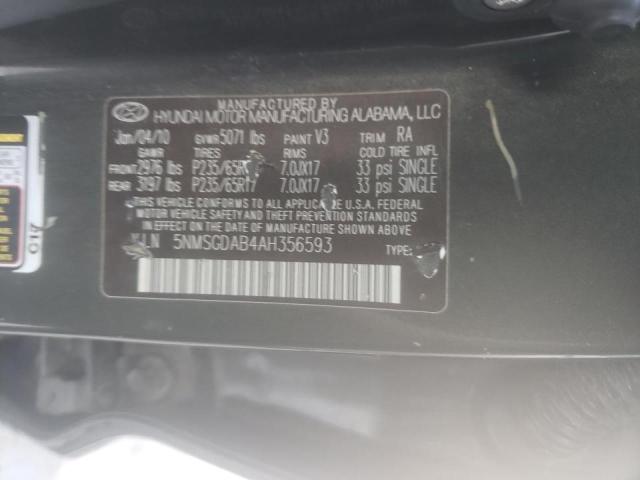 MANUFACTURED BY
HYUNDAI MOTOR MANUFACTURING ALABAMA, LLC
Jan/04/10 GVWR 5071 lbs PAINT V3 TRIM RA
GAWR TIRES RIMS COLD TIRE INFL
FRONT 2976 lbs P235/65R17 7.0JX17 33 psi SINGLE
REAR 3197 lbs P235/65R17 7.0JX17 33 psi SINGLE
THIS VEHICLE CONFORMS TO ALL APPLICABLE U.S.A. FEDERAL
MOTOR VEHICLE SAFETY AND THEFT PREVENTION STANDARDS
IN EFFECT ON THE DATE OF MANUFACTURE SHOWN ABOVE.
V.I.N 5NMSGDAB4AH356593 TYPE: